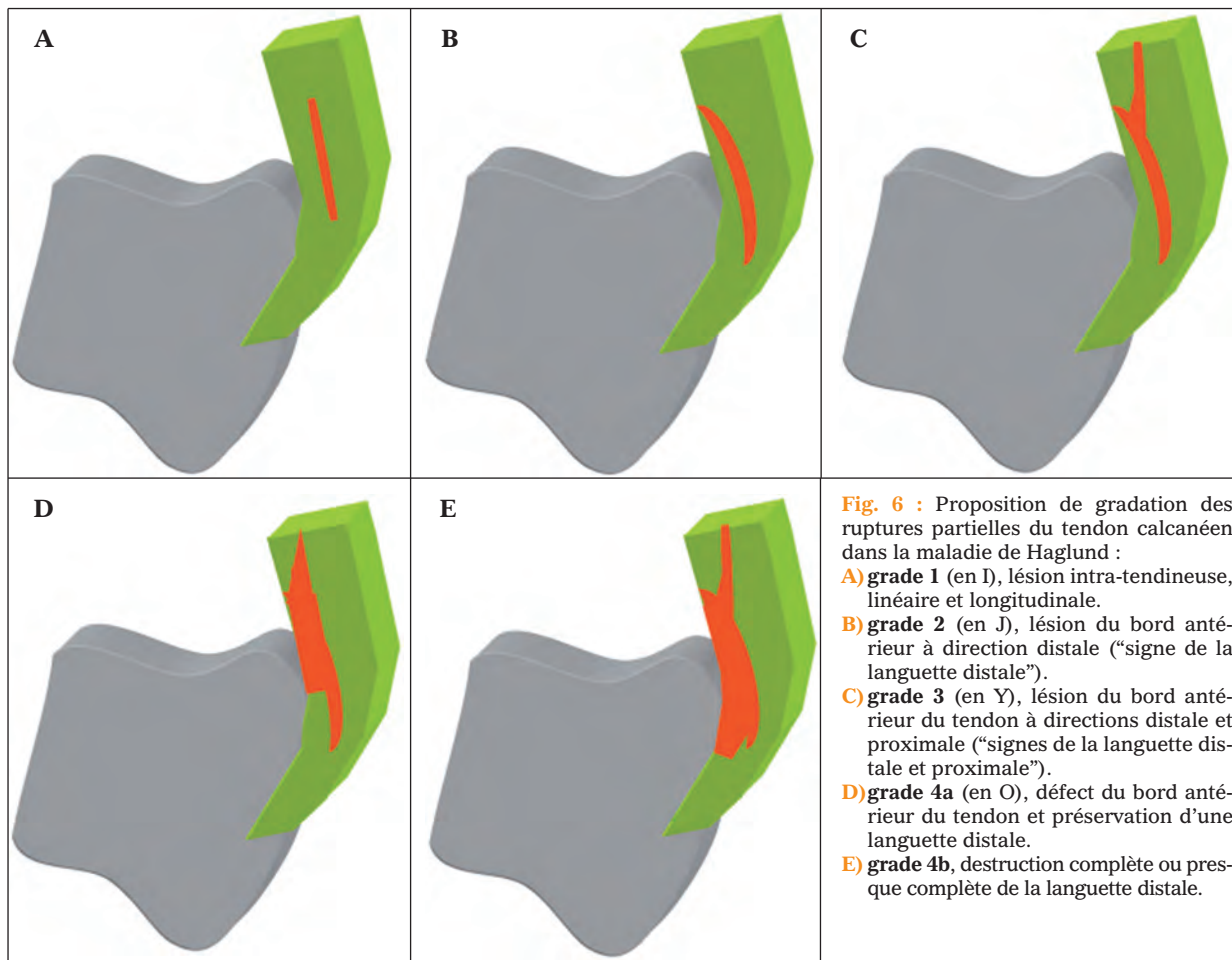 A
B
C
D
E
Fig. 6 : Proposition de gradation des
ruptures partielles du tendon calcanéen
dans la maladie de Haglund :
A) grade 1 (en I), lésion intra-tendineuse,
linéaire et longitudinale.
B) grade 2 (en J), lésion du bord anté-
rieur à direction distale (“signe de la
languette distale”).
C) grade 3 (en Y), lésion du bord anté-
rieur du tendon à directions distale et
proximale (“signes de la languette dis-
tale et proximale”).
D) grade 4a (en O), défect du bord anté-
rieur du tendon et préservation d’une
languette distale.
E) grade 4b, destruction complète ou pres-
que complète de la languette distale.